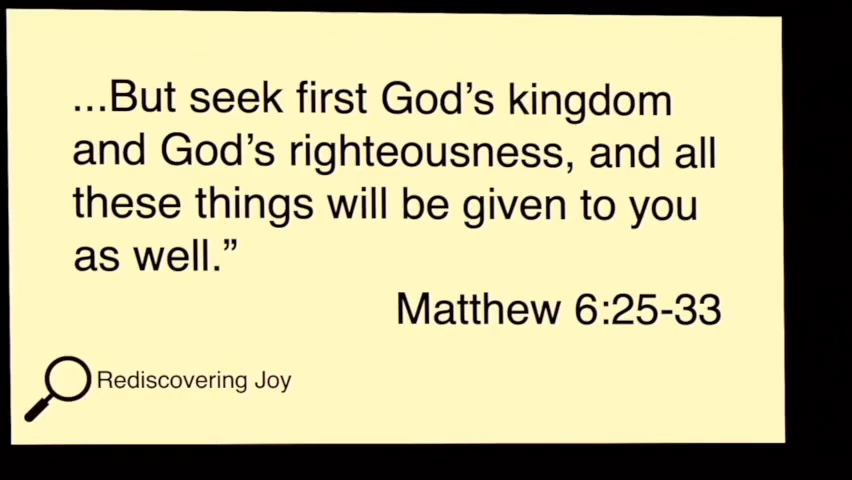 ...But seek first God’s kingdom
and God’s righteousness, and all
these things will be given to you
as well.”
Matthew 6:25-33
Rediscovering Joy